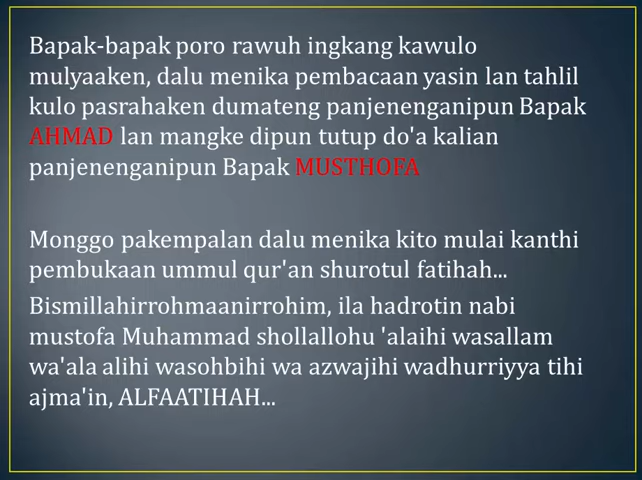 Bapak-bapak poro rawuh ingkang kawulo
mulyaaken, dalu menika pembacaan yasin lan tahlil
kulo pasrahaken dumateng panjenenganipun Bapak
AHMAD lan mangke dipun tutup do'a kalian
panjenenganipun Bapak MUSTHOFA
Monggo pakempalan dalu menika kito mulai kanthi
pembukaan ummul qur'an shurotul fatihah...
Bismillahirrohmaanirrohim, ila hadrotin nabi
mustofa Muhammad shollallohu 'alaihi wasallam
wa'ala alihi wasohbihi wa azwajihi wadhurriyya tihi
ajma'in, ALFAATIHAH...